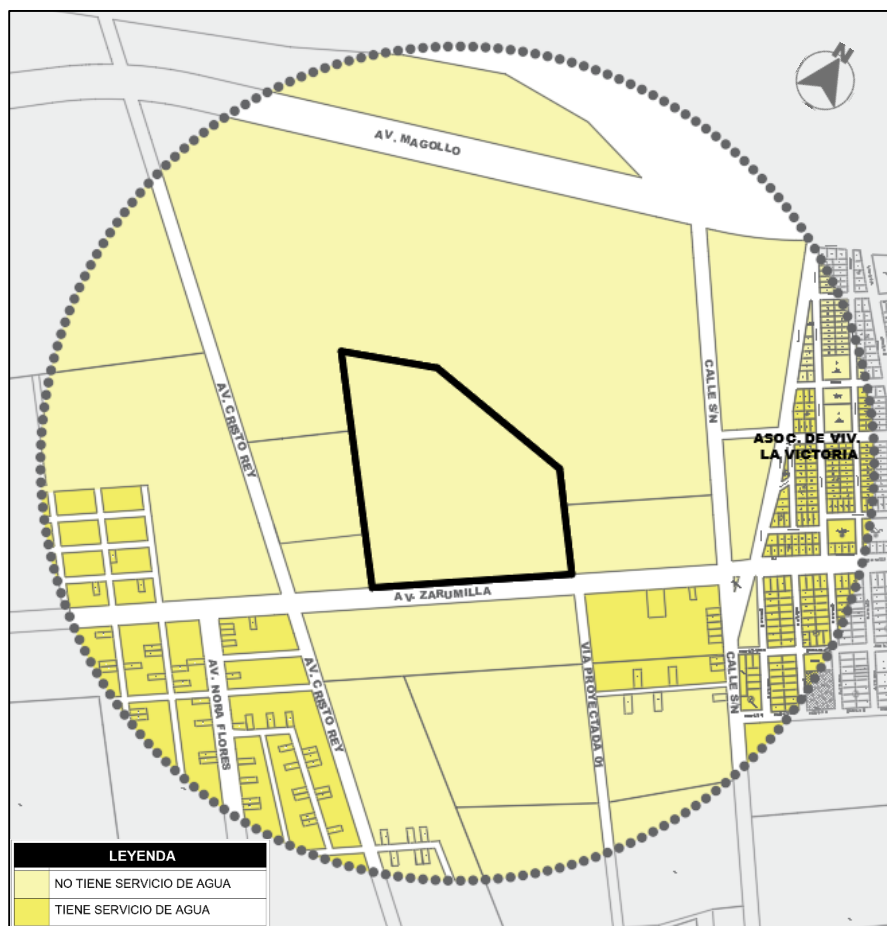 N
AV. MAGOLLO
AV. CRISTO REY
CALLE S/N
ASOC. DE VIV.
LA VICTORIA
AV. ZARUMILLA
AV. NORA FLORES
AV. CRISTO REY
VIA PROYECTADA 01
CALLE S/N
LEYENDA
NO TIENE SERVICIO DE AGUA
TIENE SERVICIO DE AGUA